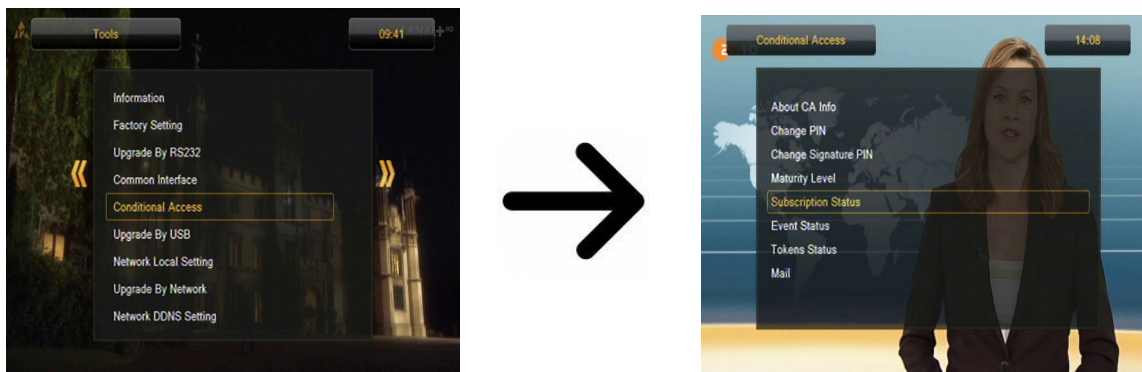 Tools
09:41
CANAL+ HD
Information
Factory Setting
Upgrade By RS232
Common Interface
Conditional Access
Upgrade By USB
Network Local Setting
Upgrade By Network
Network DDNS Setting
Conditional Access
14:08
About CA Info
Change PIN
Change Signature PIN
Maturity Level
Subscription Status
Event Status
Tokens Status
Mail